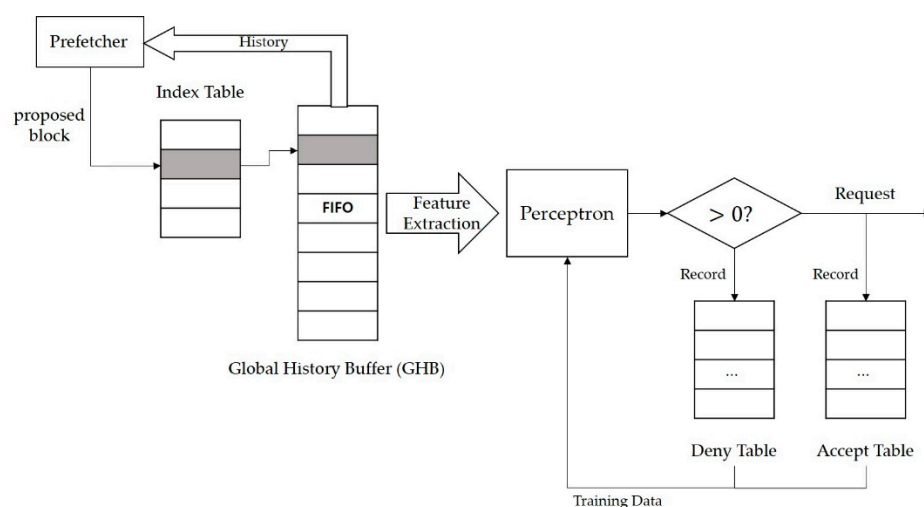 Prefetcher
History
Index Table
proposed
block
FIFO
Feature
Extraction
Perceptron
> 0?
Request
Record
Record
...
...
Global History Buffer (GHB)
Deny Table
Accept Table
Training Data